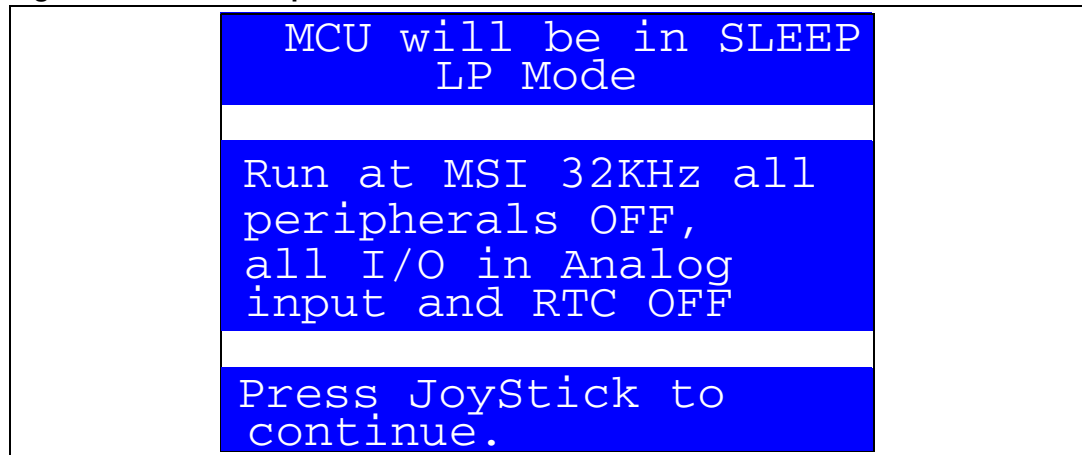 MCU will be in SLEEP
LP Mode
Run at MSI 32KHz all
peripherals OFF,
all I/O in Analog
input and RTC OFF
Press JoyStick to
continue.